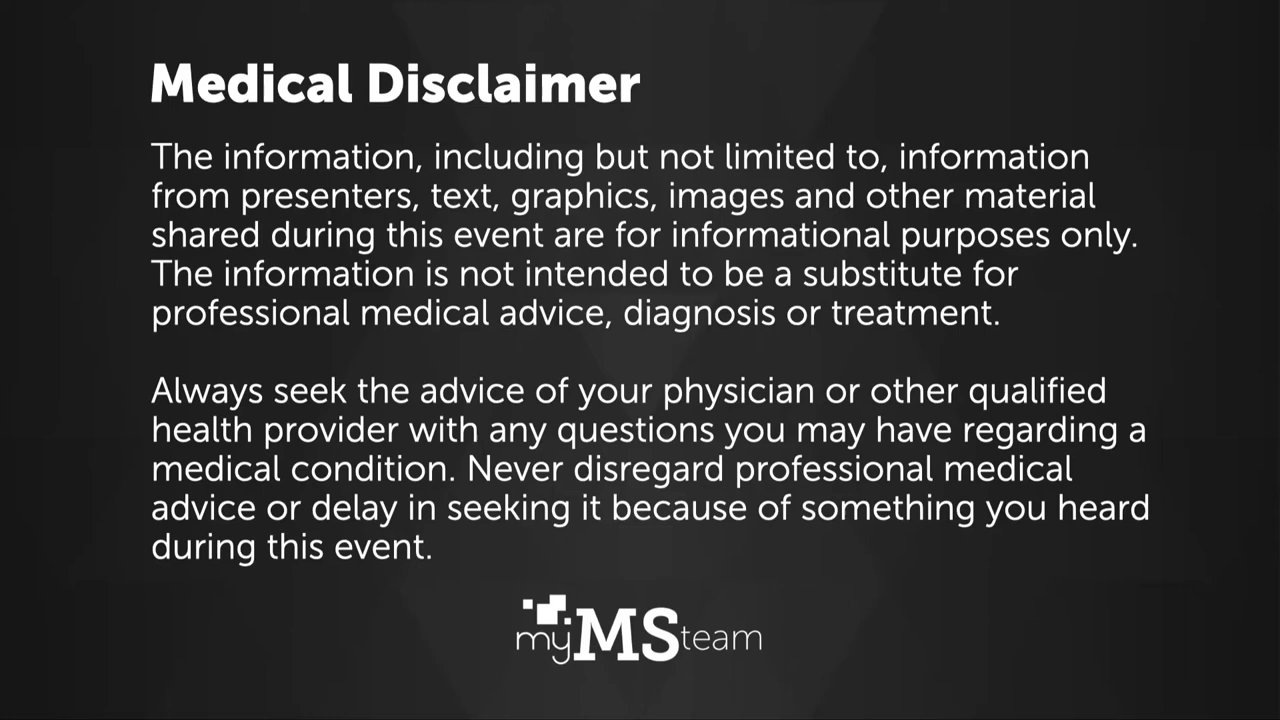 Medical Disclaimer
The information, including but not limited to, information
from presenters, text, graphics, images and other material
shared during this event are for informational purposes only.
The information is not intended to be a substitute for
professional medical advice, diagnosis or treatment.
Always seek the advice of your physician or other qualified
health provider with any questions you may have regarding a
medical condition. Never disregard professional medical
advice or delay in seeking it because of something you heard
during this event.
myMSteam